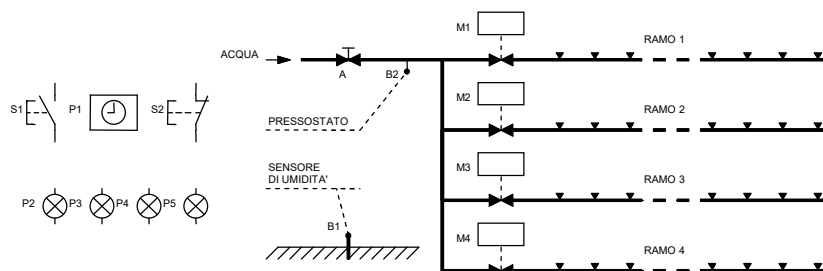 M1
RAMO 1
ACQUA
A
B2
S1
P1
S2
M2
RAMO 2
PRESSOSTATO
SENSORE
DI UMIDITA'
M3
RAMO 3
P2
P3
P4
P5
B1
M4
RAMO 4